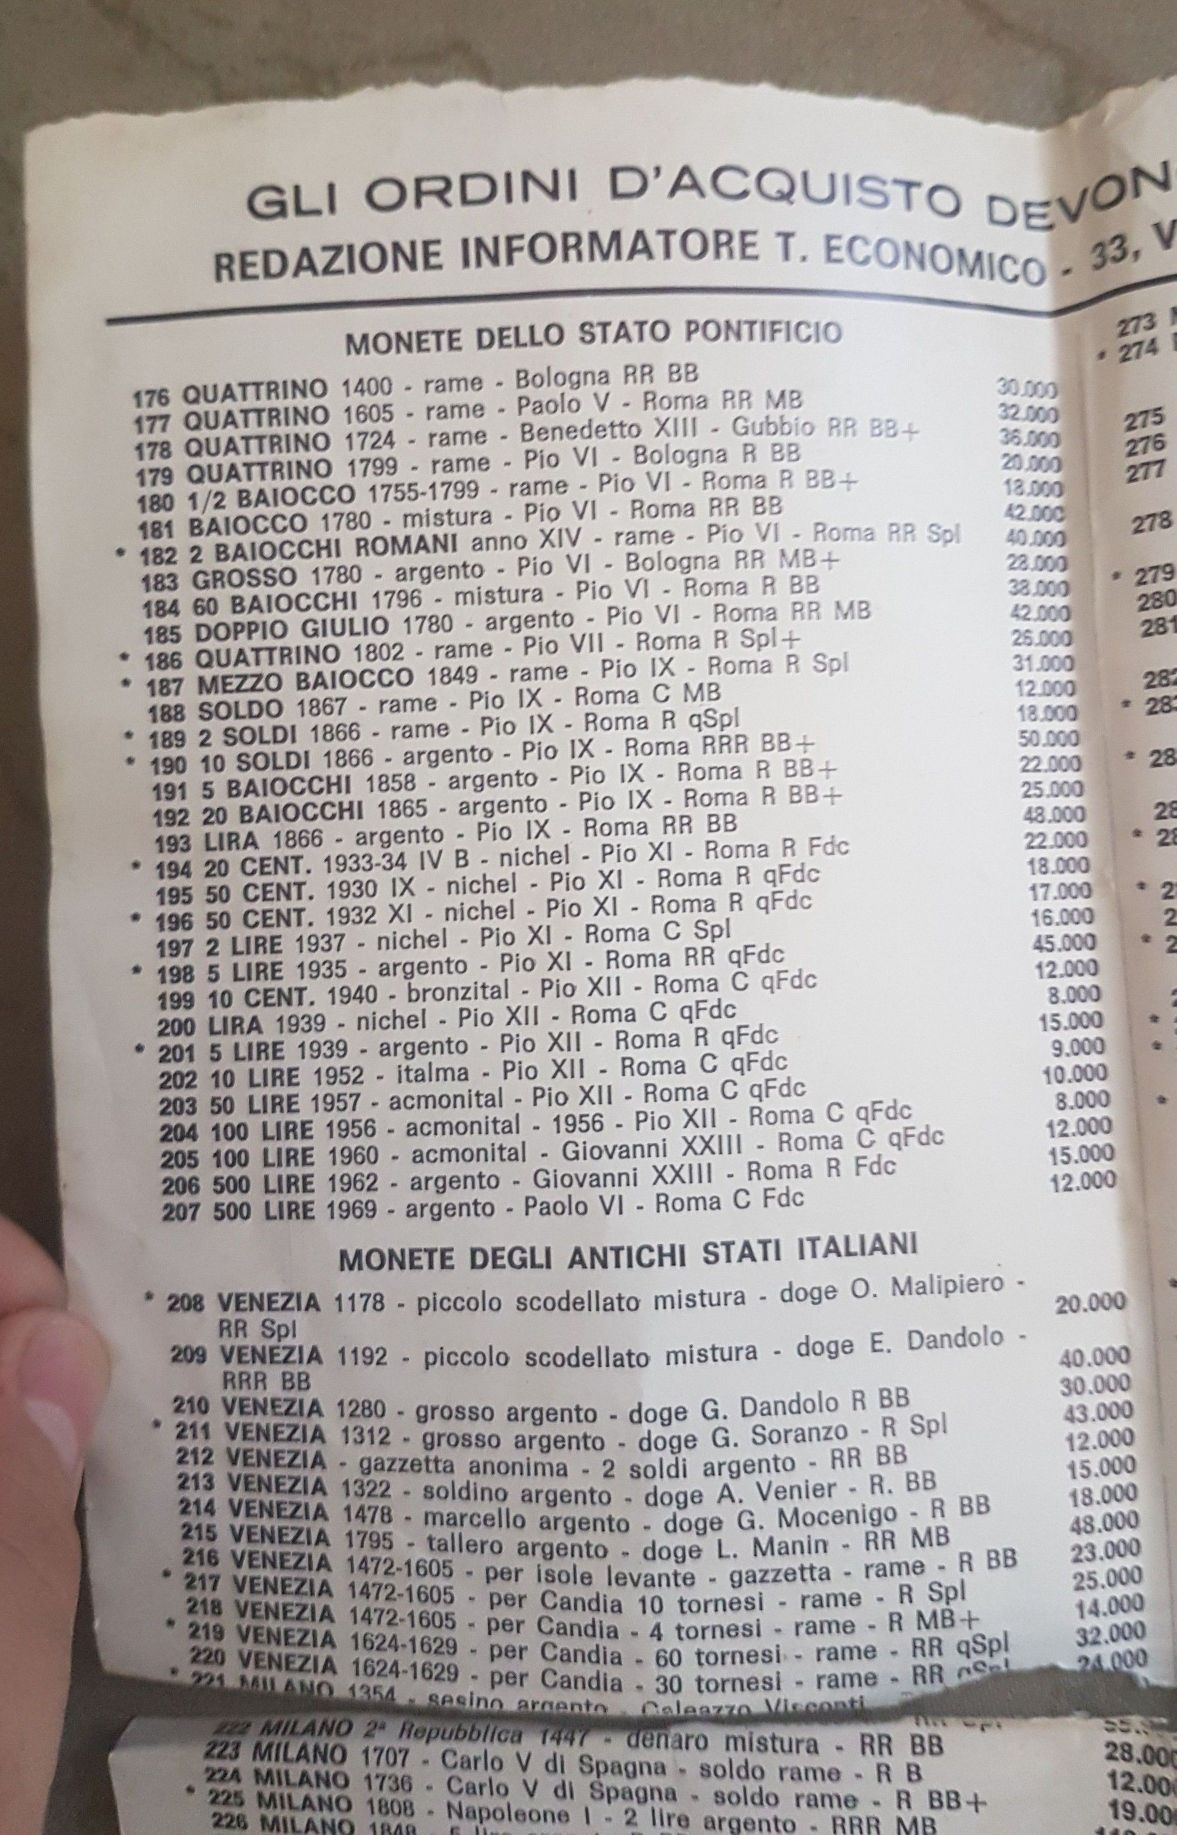 GLI ORDINI D'ACQUISTO DEVON
REDAZIONE INFORMATORE T. ECONOMICO - 33, V
MONETE DELLO STATO PONTIFICIO
176 QUATTRINO 1400 - rame - Bologna RR BB 30.000
177 QUATTRINO 1605 - rame - Paolo V - Roma RR MB 32.000
178 QUATTRINO 1724 - rame - Benedetto XIII - Gubbio RR BB+ 36.000
179 QUATTRINO 1799 - rame - Pio VI - Bologna R BB 20.000
180 1/2 BAIOCCO 1755-1799 - rame - Pio VI - Roma R BB+ 18.000
181 BAIOCCO 1780 - mistura - Pio VI - Roma RR BB 42.000
* 182 2 BAIOCCHI ROMANI anno XIV - rame - Pio VI - Roma RR Spl 40.000
183 GROSSO 1780 - argento - Pio VI - Bologna RR MB+ 28.000
184 60 BAIOCCHI 1796 - mistura - Pio VI - Roma R BB 38.000
185 DOPPIO GIULIO 1780 - argento - Pio VI - Roma RR MB 42.000
* 186 QUATTRINO 1802 - rame - Pio VII - Roma R Spl+ 26.000
* 187 MEZZO BAIOCCO 1849 - rame - Pio IX - Roma R Spl 31.000
188 SOLDO 1867 - rame - Pio IX - Roma C MB 12.000
* 189 2 SOLDI 1866 - rame - Pio IX - Roma R qSpl 18.000
* 190 10 SOLDI 1866 - argento - Pio IX - Roma RRR BB+ 50.000
191 5 BAIOCCHI 1858 - argento - Pio IX - Roma R BB+ 22.000
192 20 BAIOCCHI 1865 - argento - Pio IX - Roma R BB+ 25.000
193 LIRA 1866 - argento - Pio IX - Roma RR BB 48.000
* 194 20 CENT. 1933-34 IV B - nichel - Pio XI - Roma R Fdc 22.000
195 50 CENT. 1930 IX - nichel - Pio XI - Roma R qFdc 18.000
* 196 50 CENT. 1932 XI - nichel - Pio XI - Roma R qFdc 17.000
197 2 LIRE 1937 - nichel - Pio XI - Roma C Spl 16.000
* 198 5 LIRE 1935 - argento - Pio XI - Roma RR qFdc 45.000
199 10 CENT. 1940 - bronzital - Pio XII - Roma C qFdc 12.000
200 LIRA 1939 - nichel - Pio XII - Roma C qFdc 8.000
* 201 5 LIRE 1939 - argento - Pio XII - Roma R qFdc 15.000
202 10 LIRE 1952 - italma - Pio XII - Roma C qFdc 9.000
203 50 LIRE 1957 - acmonital - Pio XII - Roma C qFdc 10.000
204 100 LIRE 1956 - acmonital - 1956 - Pio XII - Roma C qFdc 8.000
205 100 LIRE 1960 - acmonital - Giovanni XXIII - Roma C qFdc 12.000
206 500 LIRE 1962 - argento - Giovanni XXIII - Roma R Fdc 15.000
207 500 LIRE 1969 - argento - Paolo VI - Roma C Fdc 12.000
MONETE DEGLI ANTICHI STATI ITALIANI
* 208 VENEZIA 1178 - piccolo scodellato mistura - doge O. Malipiero -
RR Spl 20.000
209 VENEZIA 1192 - piccolo scodellato mistura - doge E. Dandolo -
RRR BB 40.000
210 VENEZIA 1280 - grosso argento - doge G. Dandolo R BB 30.000
* 211 VENEZIA 1312 - grosso argento - doge G. Soranzo - R Spl 43.000
212 VENEZIA - gazzetta anonima - 2 soldi argento - RR BB 12.000
213 VENEZIA 1322 - soldino argento - doge A. Venier - R. BB 15.000
214 VENEZIA 1478 - marcello argento - doge G. Mocenigo - R BB 18.000
215 VENEZIA 1795 - tallero argento - doge L. Manin - RR MB 48.000
216 VENEZIA 1472-1605 - per isole levante - gazzetta - rame - R BB 23.000
* 217 VENEZIA 1472-1605 - per Candia 10 tornesi - rame - R Spl 25.000
218 VENEZIA 1472-1605 - per Candia - 4 tornesi - rame - R MB+ 14.000
* 219 VENEZIA 1624-1629 - per Candia - 60 tornesi - rame - RR qSpl 32.000
220 VENEZIA 1624-1629 - per Candia - 30 tornesi - rame - RR qSpl 24.000
* 221 MILANO 1354 - sesino argento - Galeazzo Visconti
222 MILANO 2ª Repubblica 1447 - denaro mistura - RR BB 28.000
223 MILANO 1707 - Carlo V di Spagna - soldo rame - R B 12.00
224 MILANO 1736 - Carlo V di Spagna - soldo rame - R BB+ 19.00
* 225 MILANO 1808 - Napoleone I - 2 lire argento - RRR MB
226 MILANO 1848
273
* 274
275
276
277
278
* 279
280
281